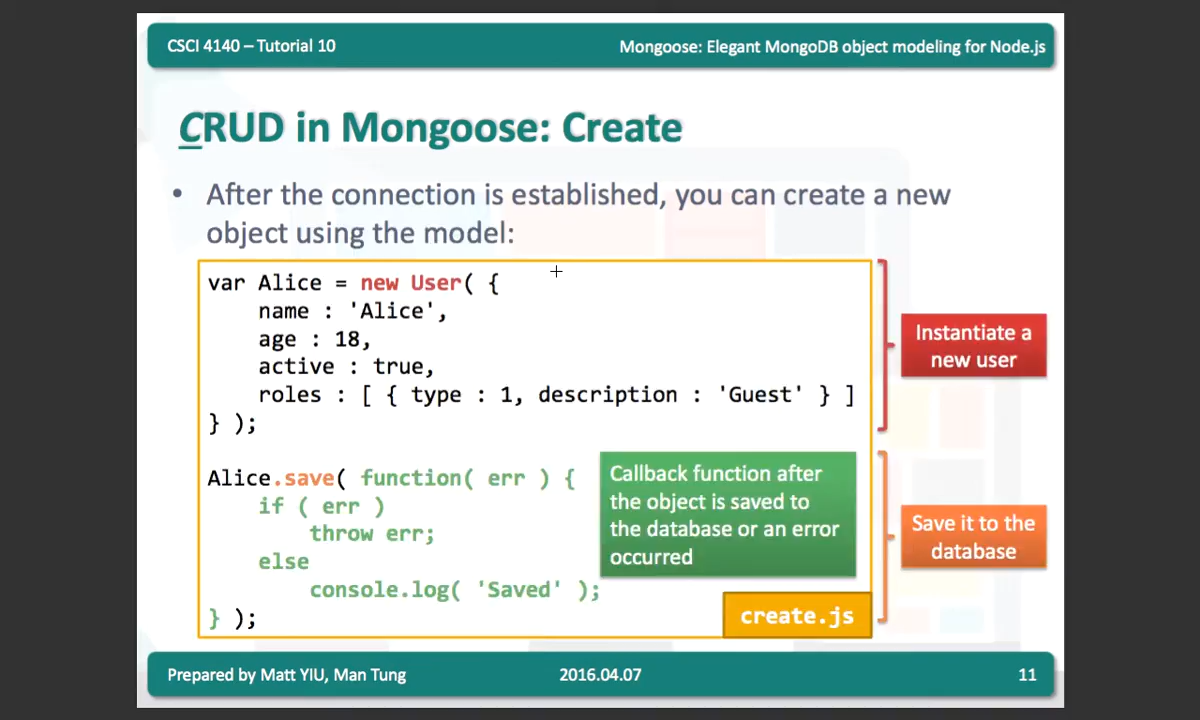 CSCI 4140 – Tutorial 10
Mongoose: Elegant MongoDB object modeling for Node.js
CRUD in Mongoose: Create
• After the connection is established, you can create a new
object using the model:
var Alice = new User( {
    name : 'Alice',
    age : 18,
    active : true,
    roles : [ { type : 1, description : 'Guest' } ]
} );
Instantiate a
new user
Alice.save( function( err ) {
    if ( err )
        throw err;
    else
        console.log( 'Saved' );
} );
Callback function after
the object is saved to
the database or an error
occurred
Save it to the
database
create.js
Prepared by Matt YIU, Man Tung
2016.04.07
11